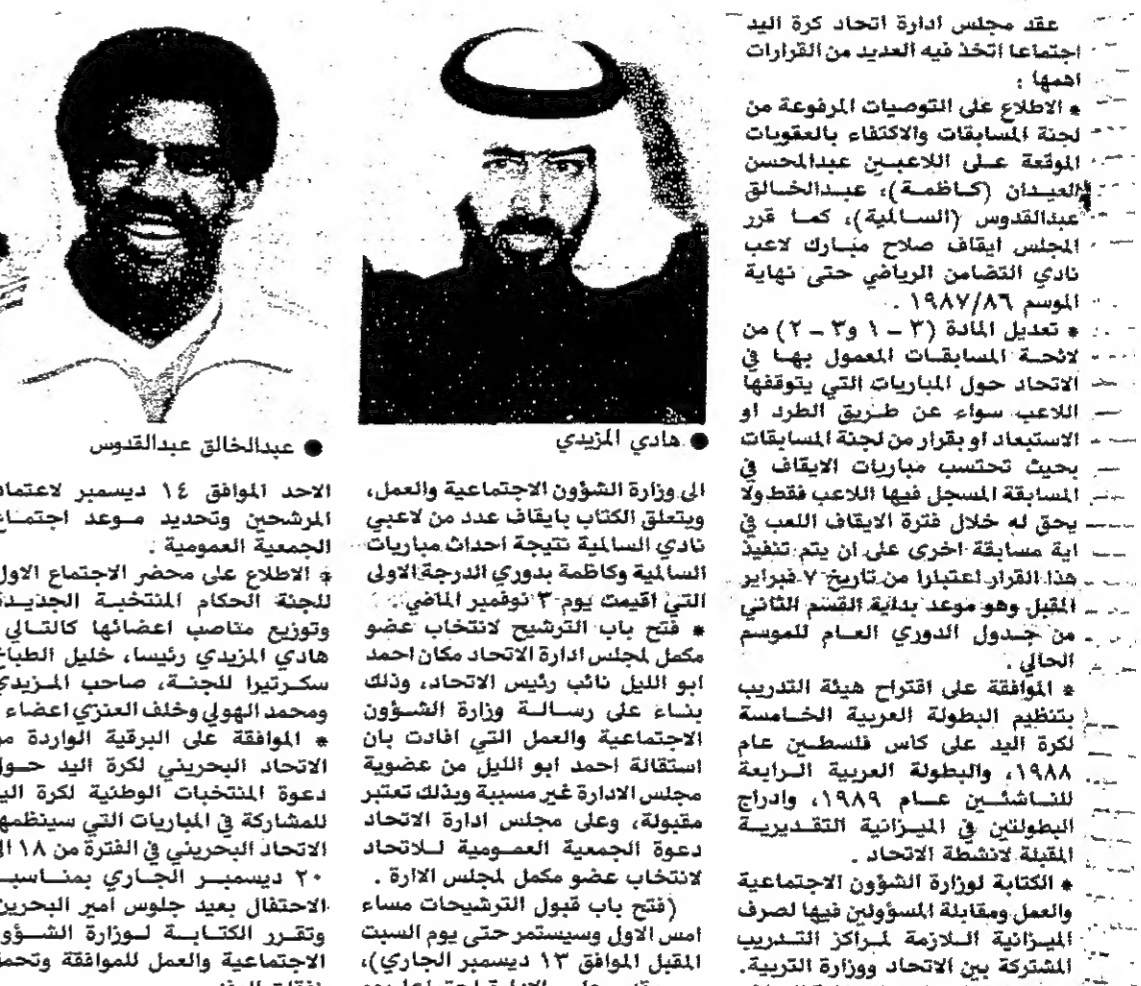 عقد مجلس ادارة اتحاد كرة اليد
اجتماعا اتخذ فيه العديد من القرارات
اهمها :
* الاطلاع على التوصيات المرفوعة من
لجنة المسابقات والاكتفاء بالعقوبات
الموقعة على اللاعبين عبدالمحسن
العيدان (كاظمة)، عبدالخالق
عبدالقدوس (السالمية)، كما قرر
المجلس ايقاف صلاح مبارك لاعب
نادي التضامن الرياضي حتى نهاية
الموسم ١٩٨٧/٨٦ .
* تعديل المادة (٣ – ١ و٣ – ٢) من
لائحة المسابقات المعمول بها في
الاتحاد حول المباريات التي يتوقفها
اللاعب سواء عن طريق الطرد او
الاستبعاد او بقرار من لجنة المسابقات
بحيث تحتسب مباريات الايقاف في
المسابقة المسجل فيها اللاعب فقط ولا
يحق له خلال فترة الايقاف اللعب في
اية مسابقة اخرى على ان يتم تنفيذ
هذا القرار اعتبارا من تاريخ ٧ فبراير
المقبل وهو موعد بداية القسم الثاني
من جدول الدوري العام للموسم
الحالي .
* الموافقة على اقتراح هيئة التدريب
بتنظيم البطولة العربية الخامسة
لكرة اليد على كاس فلسطين عام
١٩٨٨، والبطولة العربية الرابعة
للناشئين عام ١٩٨٩، وادراج
البطولتين في الميزانية التقديرية
المقبلة لانشطة الاتحاد .
* الكتابة لوزارة الشؤون الاجتماعية
والعمل ومقابلة المسؤولين فيها لصرف
الميزانية اللازمة لمراكز التدريب
المشتركة بين الاتحاد ووزارة التربية.
● هادي المزيدي
الى وزارة الشؤون الاجتماعية والعمل،
ويتعلق الكتاب بايقاف عدد من لاعبي
نادي السالمية نتيجة احداث مباريات
السالمية وكاظمة بدوري الدرجة الاولى
التي اقيمت يوم ٣ نوفمبر الماضي .
* فتح باب الترشيح لانتخاب عضو
مكمل لمجلس ادارة الاتحاد مكان احمد
ابو الليل نائب رئيس الاتحاد، وذلك
بناء على رسالة وزارة الشؤون
الاجتماعية والعمل التي افادت بان
استقالة احمد ابو الليل من عضوية
مجلس الادارة غير مسببة وبذلك تعتبر
مقبولة، وعلى مجلس ادارة الاتحاد
دعوة الجمعية العمومية للاتحاد
لانتخاب عضو مكمل لمجلس الاارة .
(فتح باب قبول الترشيحات مساء
امس الاول وسيستمر حتى يوم السبت
المقبل الموافق ١٣ ديسمبر الجاري)،
● عبدالخالق عبدالقدوس
الاحد الموافق ١٤ ديسمبر لاعتماد
المرشحين وتحديد موعد اجتماع
الجمعية العمومية :
* الاطلاع على محضر الاجتماع الاول
للجنة الحكام المنتخبة الجديدة
وتوزيع مناصب اعضائها كالتالي
هادي المزيدي رئيسا، خليل الطباخ
سكرتيرا للجنة، صاحب المزيدي
ومحمد الهولي وخلف العنزي اعضاء
* الموافقة على البرقية الواردة من
الاتحاد البحريني لكرة اليد حول
دعوة المنتخبات الوطنية لكرة اليد
للمشاركة في المباريات التي سينظمها
الاتحاد البحريني في الفترة من ١٨ الى
٢٠ ديسمبر الجاري بمناسبة
الاحتفال بعيد جلوس امير البحرين
وتقرر الكتابة لوزارة الشؤون
الاجتماعية والعمل للموافقة وتحمل